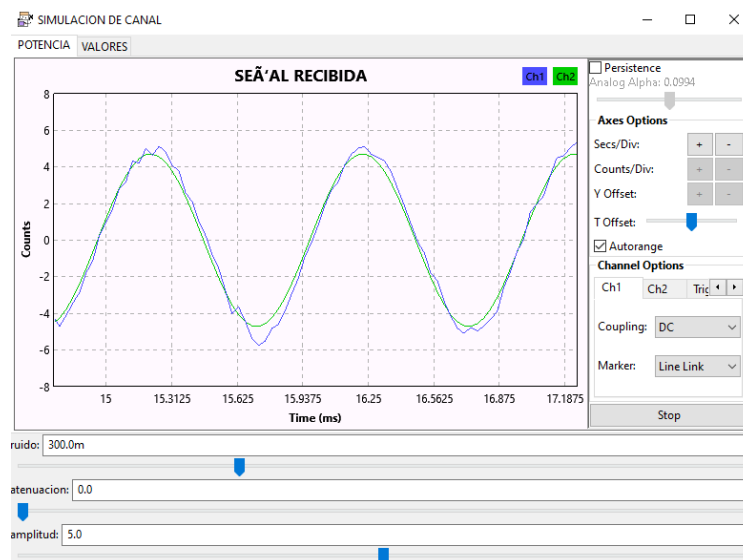 SIMULACION DE CANAL
POTENCIA VALORES
SEÃ‘AL RECIBIDA
Ch1 Ch2
Counts
8
6
4
2
0
-2
-4
-6
-8
15 15.3125 15.625 15.9375 16.25 16.5625 16.875 17.1875
Time (ms)
Persistence
Analog Alpha: 0.0994
Axes Options
Secs/Div: + -
Counts/Div: + -
Y Offset: + -
T Offset:
Autorange
Channel Options
Ch1 Ch2
Coupling: DC
Marker: Line Link
Stop
ruido: 300.0m
atenuacion: 0.0
amplitud: 5.0